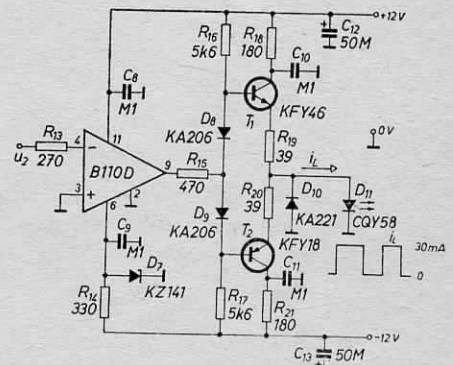 +12V
R16
5k6
R18
180
C12
50M
C10
M1
C8
M1
T1
KFY46
D8
KA206
R13
270
u2
4
−
11
B110D
9
R15
470
3
+
6
2
R19
39
0V
iL
R20
39
D10
KA221
D11
CQY58
D9
KA206
T2
KFY18
C9
M1
C11
M1
iL
30mA
0
D7
KZ141
R14
330
R17
5k6
R21
180
−12V
C13
50M
+